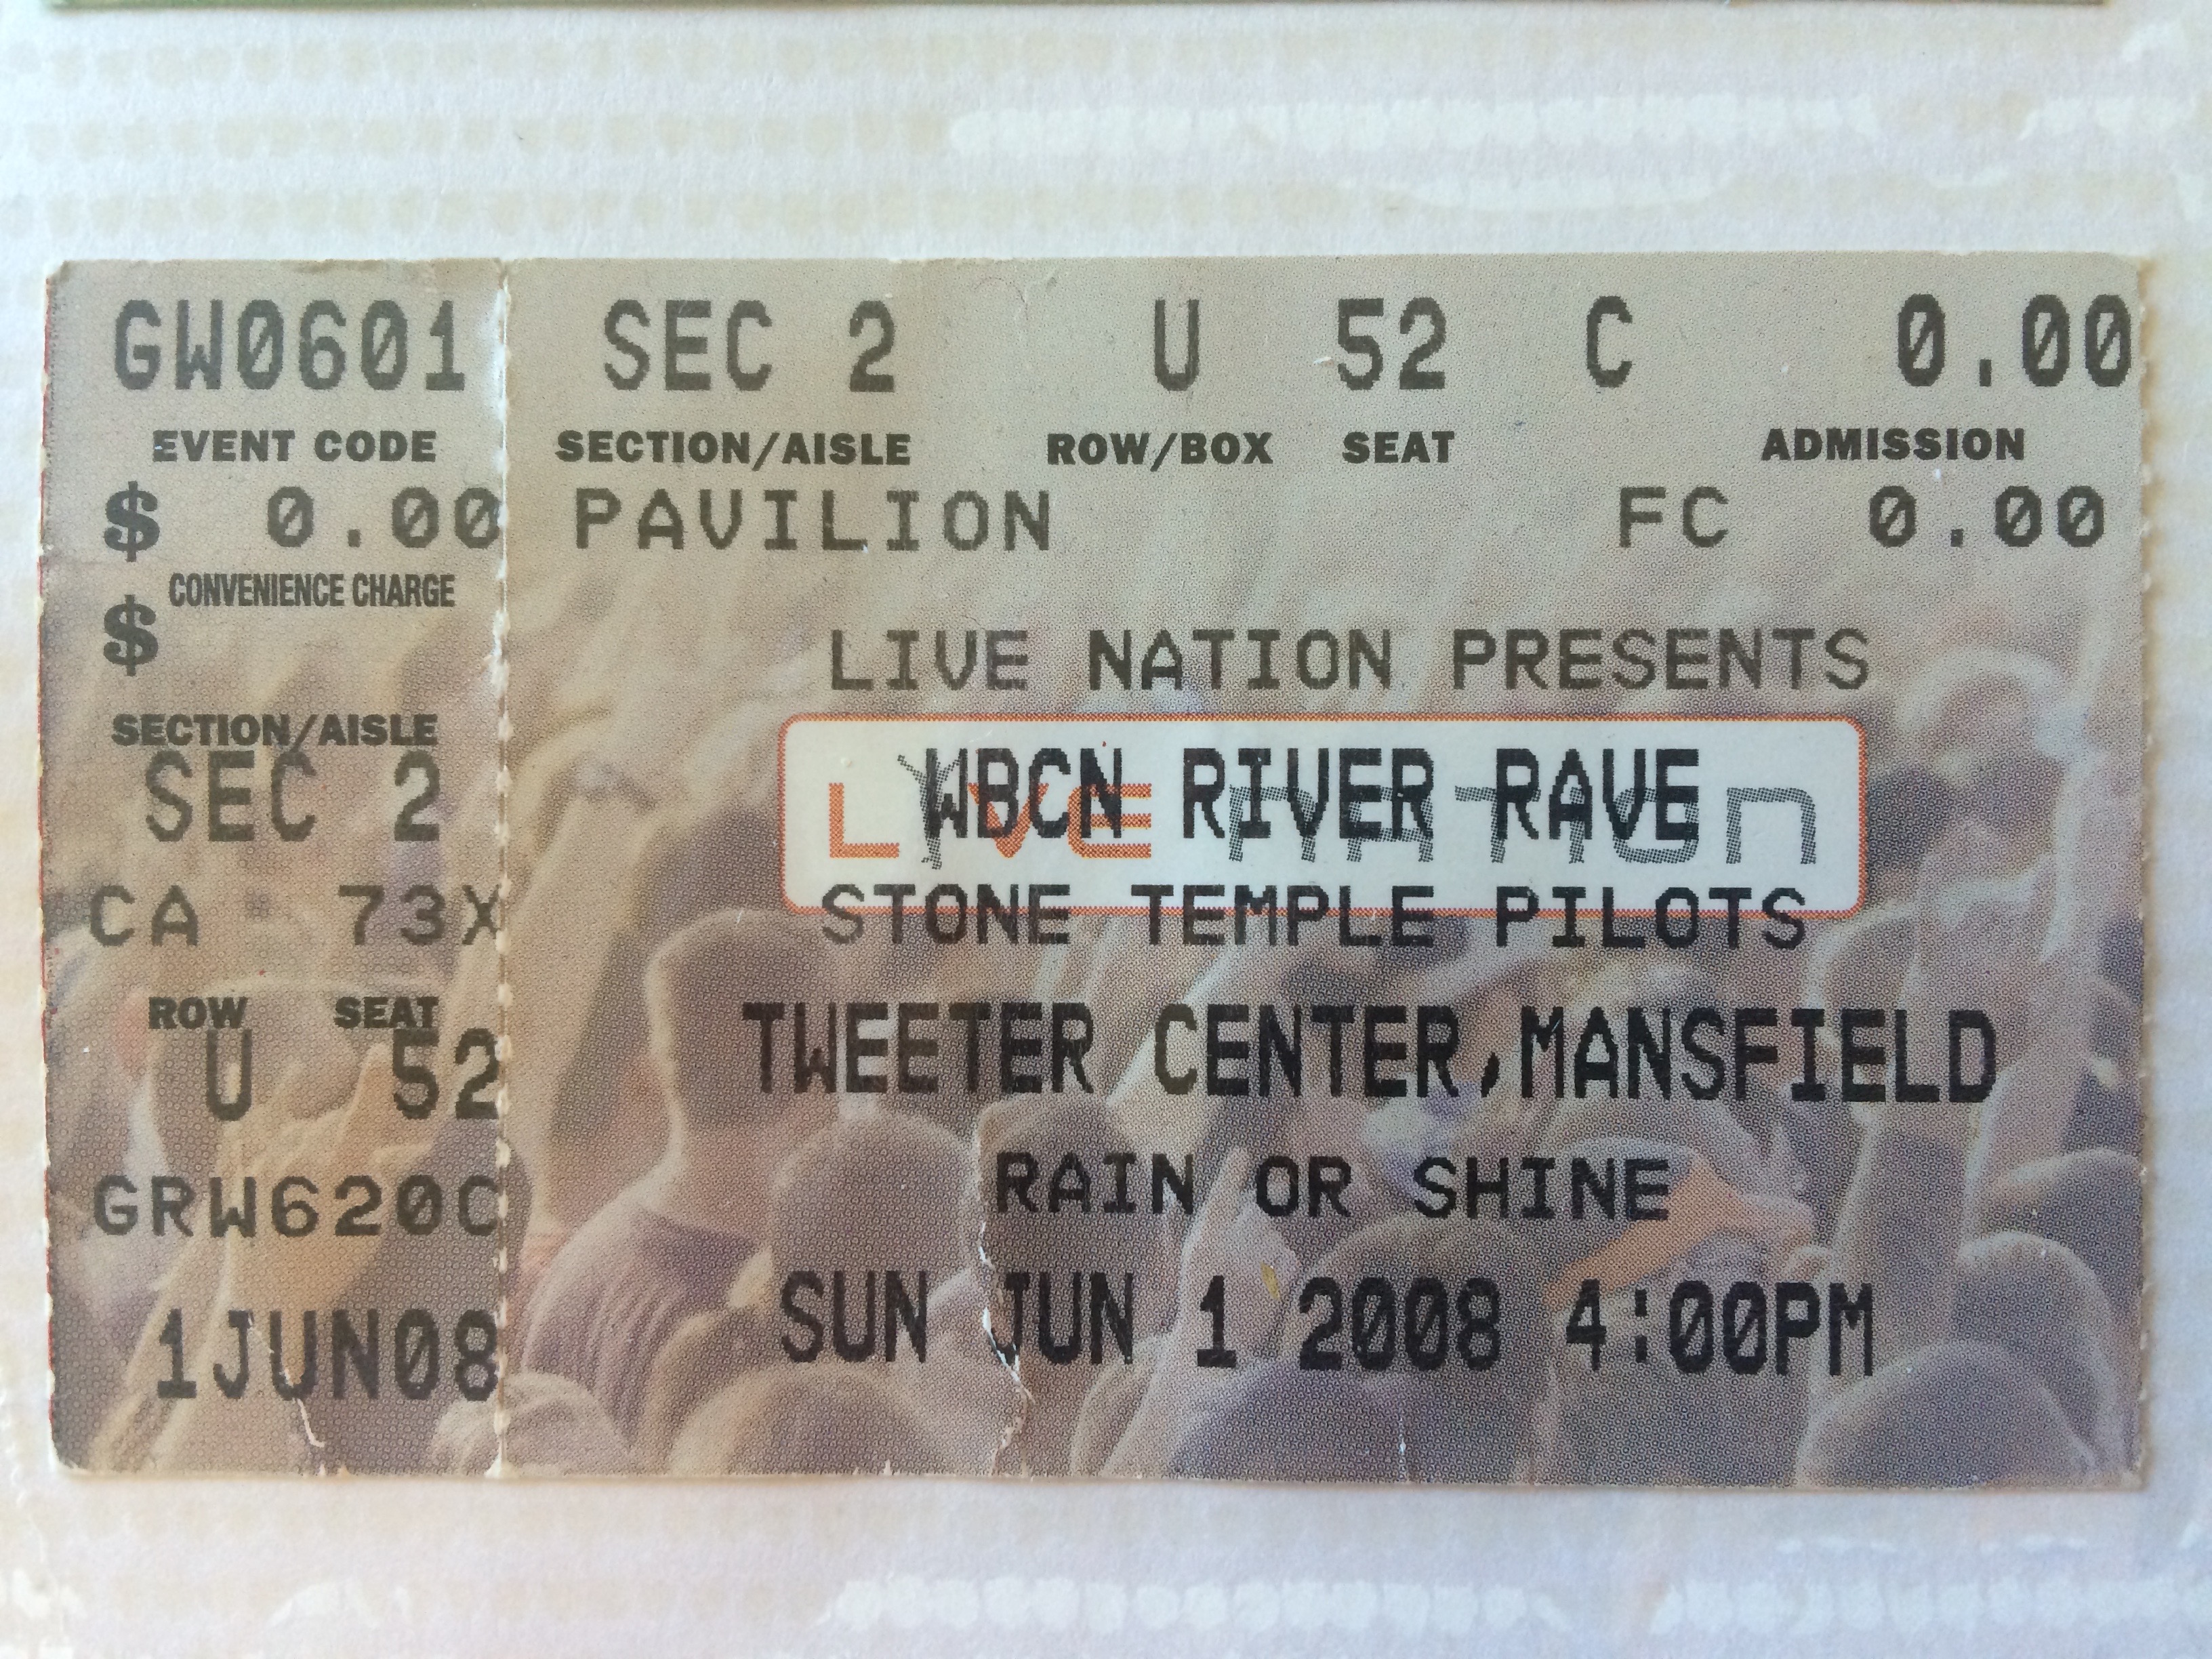 GW0601
EVENT CODE
$ 0.00
CONVENIENCE CHARGE
$
SECTION/AISLE
SEC 2
CA 73X
ROW SEAT
U 52
GRW620C
1JUN08
SEC 2 U 52 C 0.00
SECTION/AISLE ROW/BOX SEAT ADMISSION
PAVILION FC 0.00
LIVE NATION PRESENTS
WBCN RIVER RAVE
LIVE NATION
STONE TEMPLE PILOTS
TWEETER CENTER,MANSFIELD
RAIN OR SHINE
SUN JUN 1 2008 4:00PM